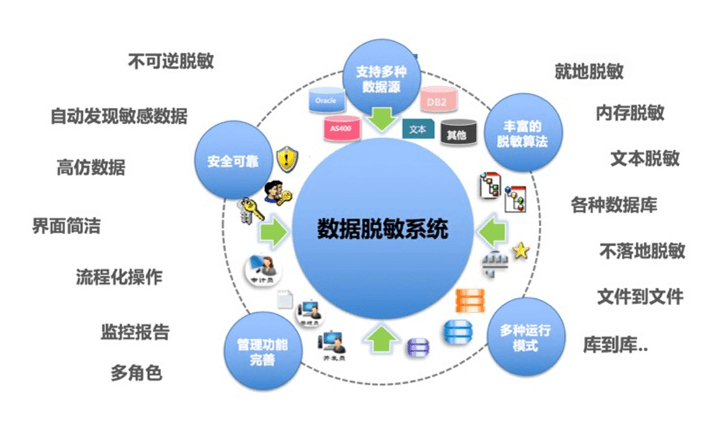 不可逆脱敏
自动发现敏感数据
高仿数据
界面简洁
流程化操作
监控报告
多角色
支持多种
数据源
Oracle
DB2
AS400
文本
其他
安全可靠
丰富的
脱敏算法
数据脱敏系统
审计员
管理员
开发员
管理功能
完善
多种运行
模式
就地脱敏
内存脱敏
文本脱敏
各种数据库
不落地脱敏
文件到文件
库到库..